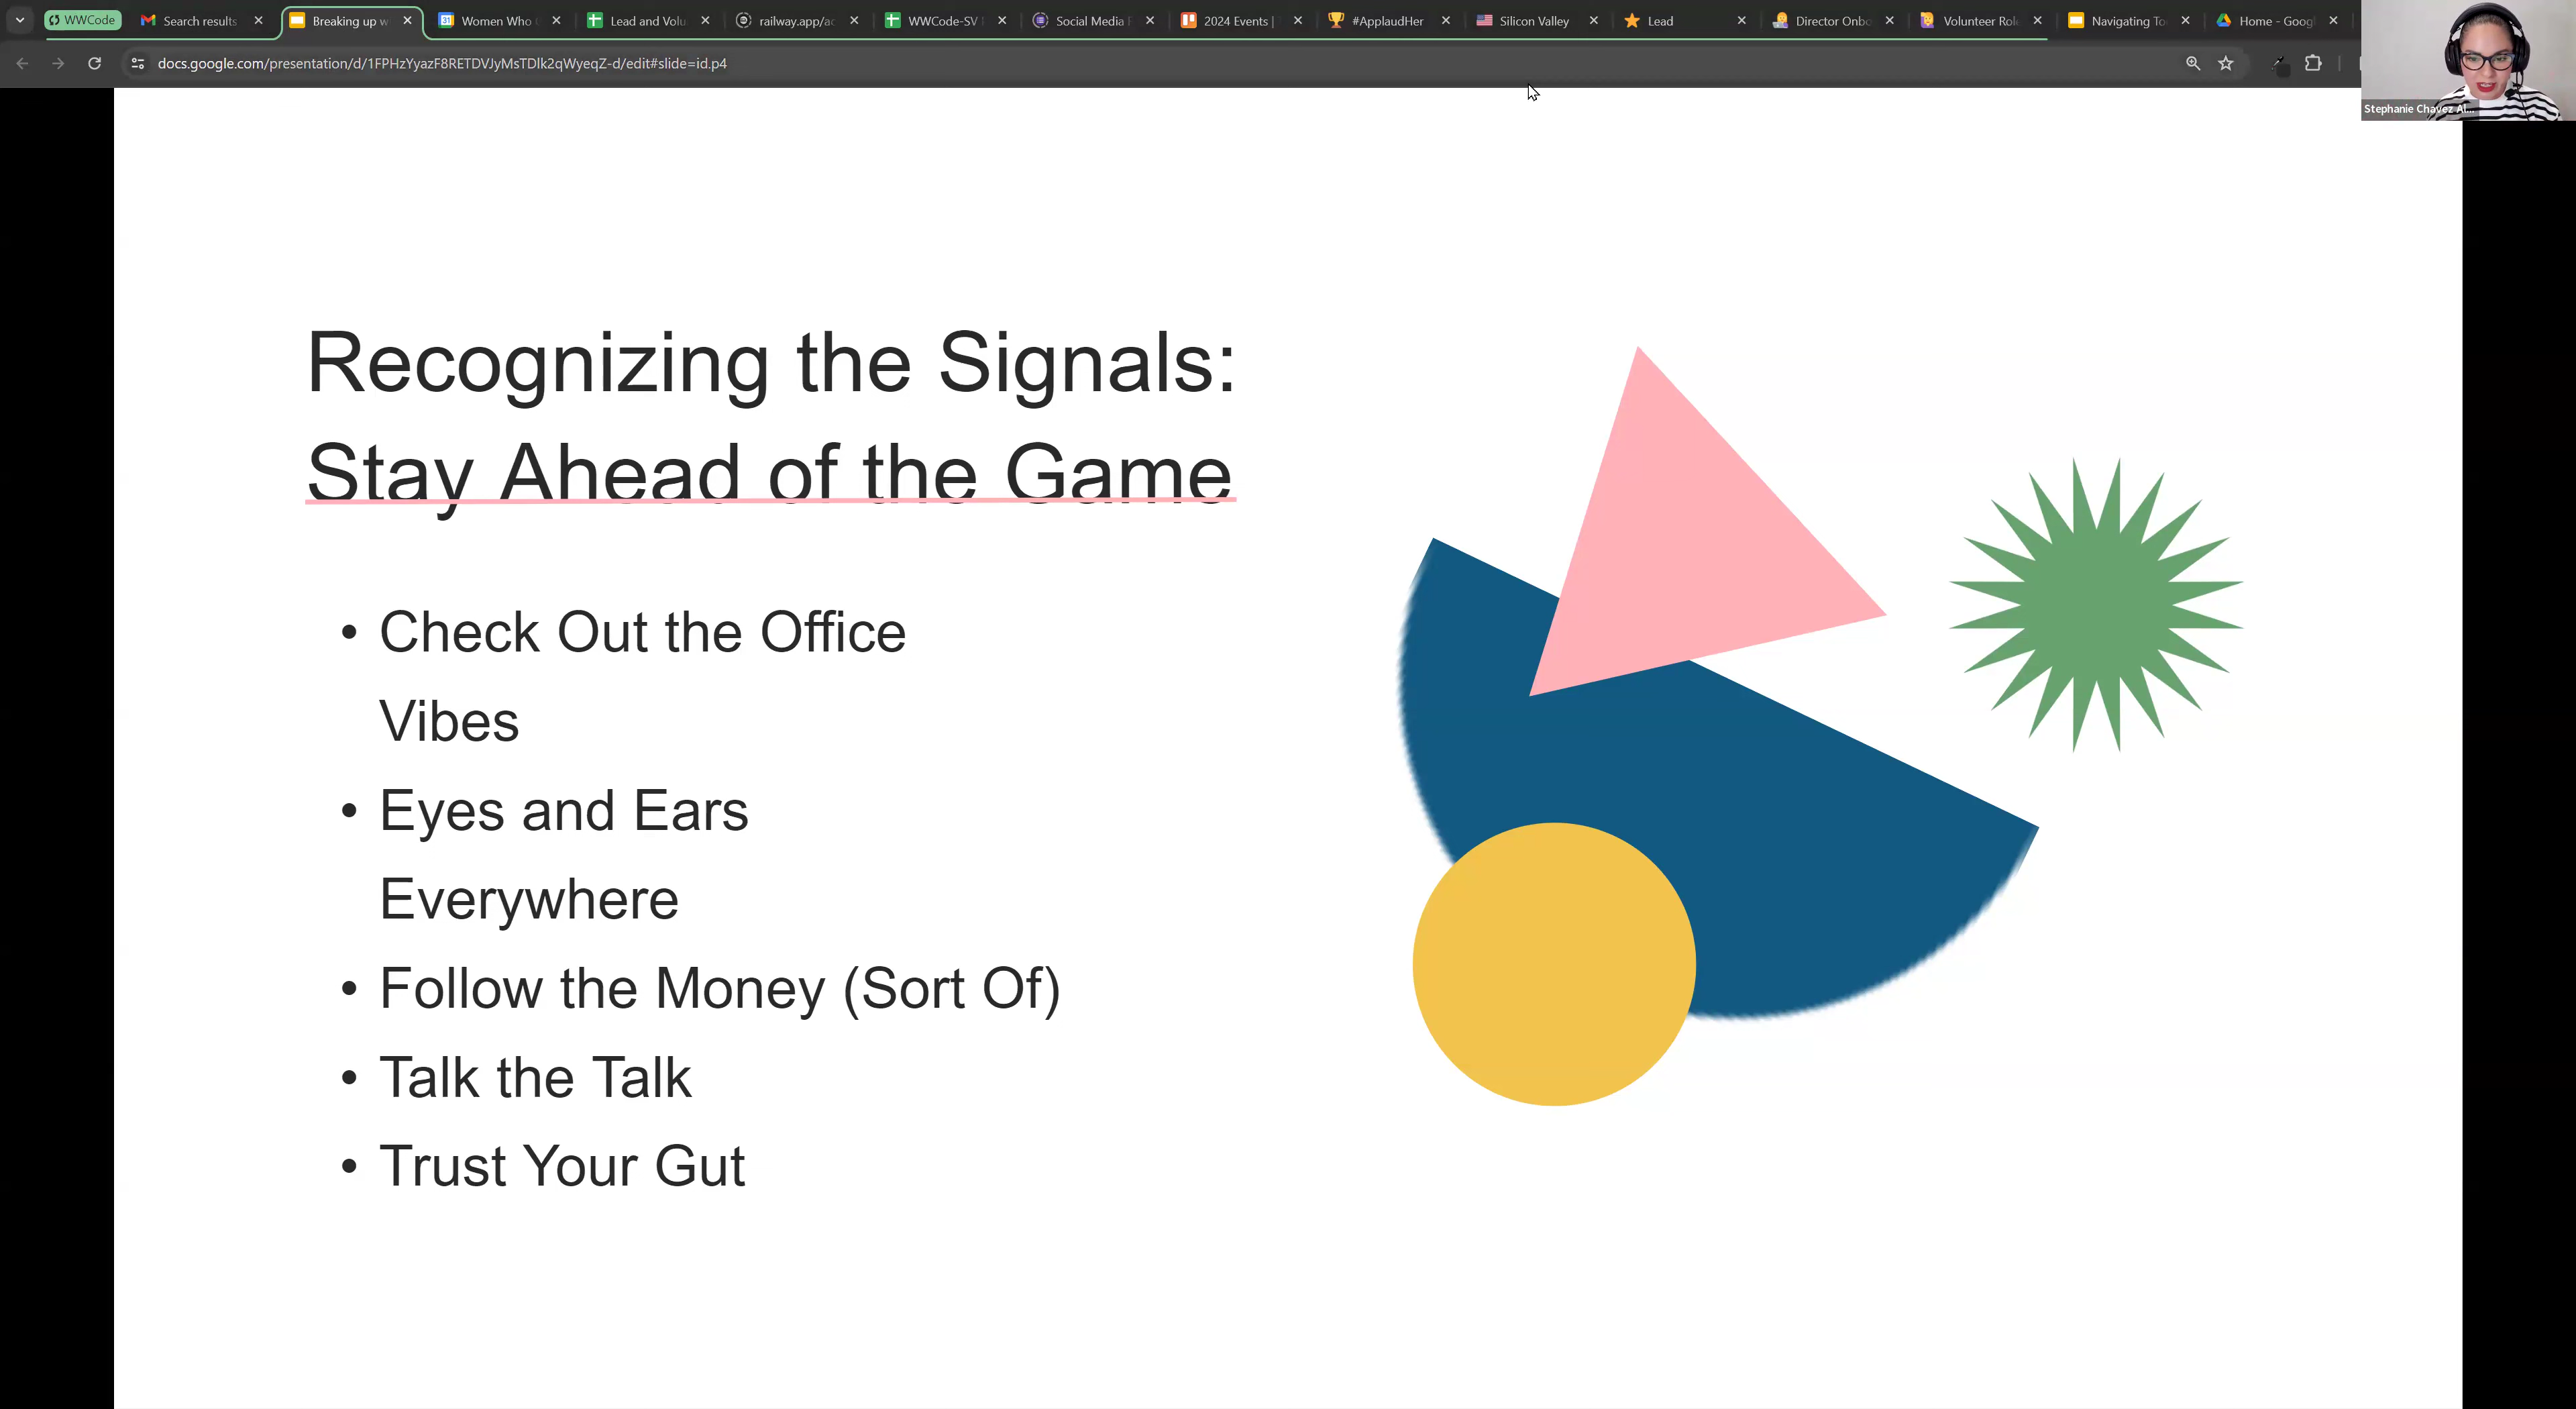 WWCode
Search results
Breaking up w
Women Who
Lead and Volu
railway.app/ac
WWCode-SV
Social Media
2024 Events |
#ApplaudHer
Silicon Valley
Lead
Director Onbo
Volunteer Rol
Navigating To
Home - Googl
docs.google.com/presentation/d/1FPHzYyazF8RETDVJyMsTDlk2qWyeqZ-d/edit#slide=id.p4
Stephanie Chavez Al...
Recognizing the Signals:
Stay Ahead of the Game
• Check Out the Office
Vibes
• Eyes and Ears
Everywhere
• Follow the Money (Sort Of)
• Talk the Talk
• Trust Your Gut